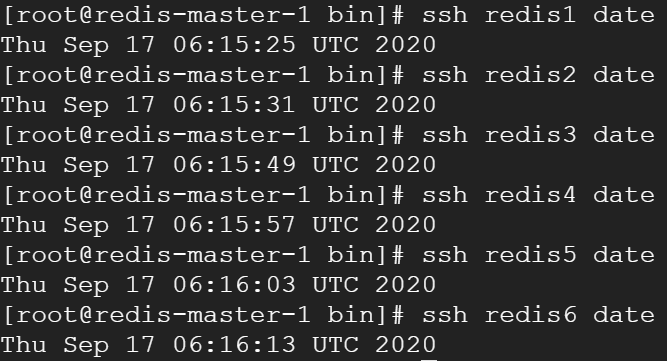 [root@redis-master-1 bin]# ssh redis1 date
Thu Sep 17 06:15:25 UTC 2020
[root@redis-master-1 bin]# ssh redis2 date
Thu Sep 17 06:15:31 UTC 2020
[root@redis-master-1 bin]# ssh redis3 date
Thu Sep 17 06:15:49 UTC 2020
[root@redis-master-1 bin]# ssh redis4 date
Thu Sep 17 06:15:57 UTC 2020
[root@redis-master-1 bin]# ssh redis5 date
Thu Sep 17 06:16:03 UTC 2020
[root@redis-master-1 bin]# ssh redis6 date
Thu Sep 17 06:16:13 UTC 2020